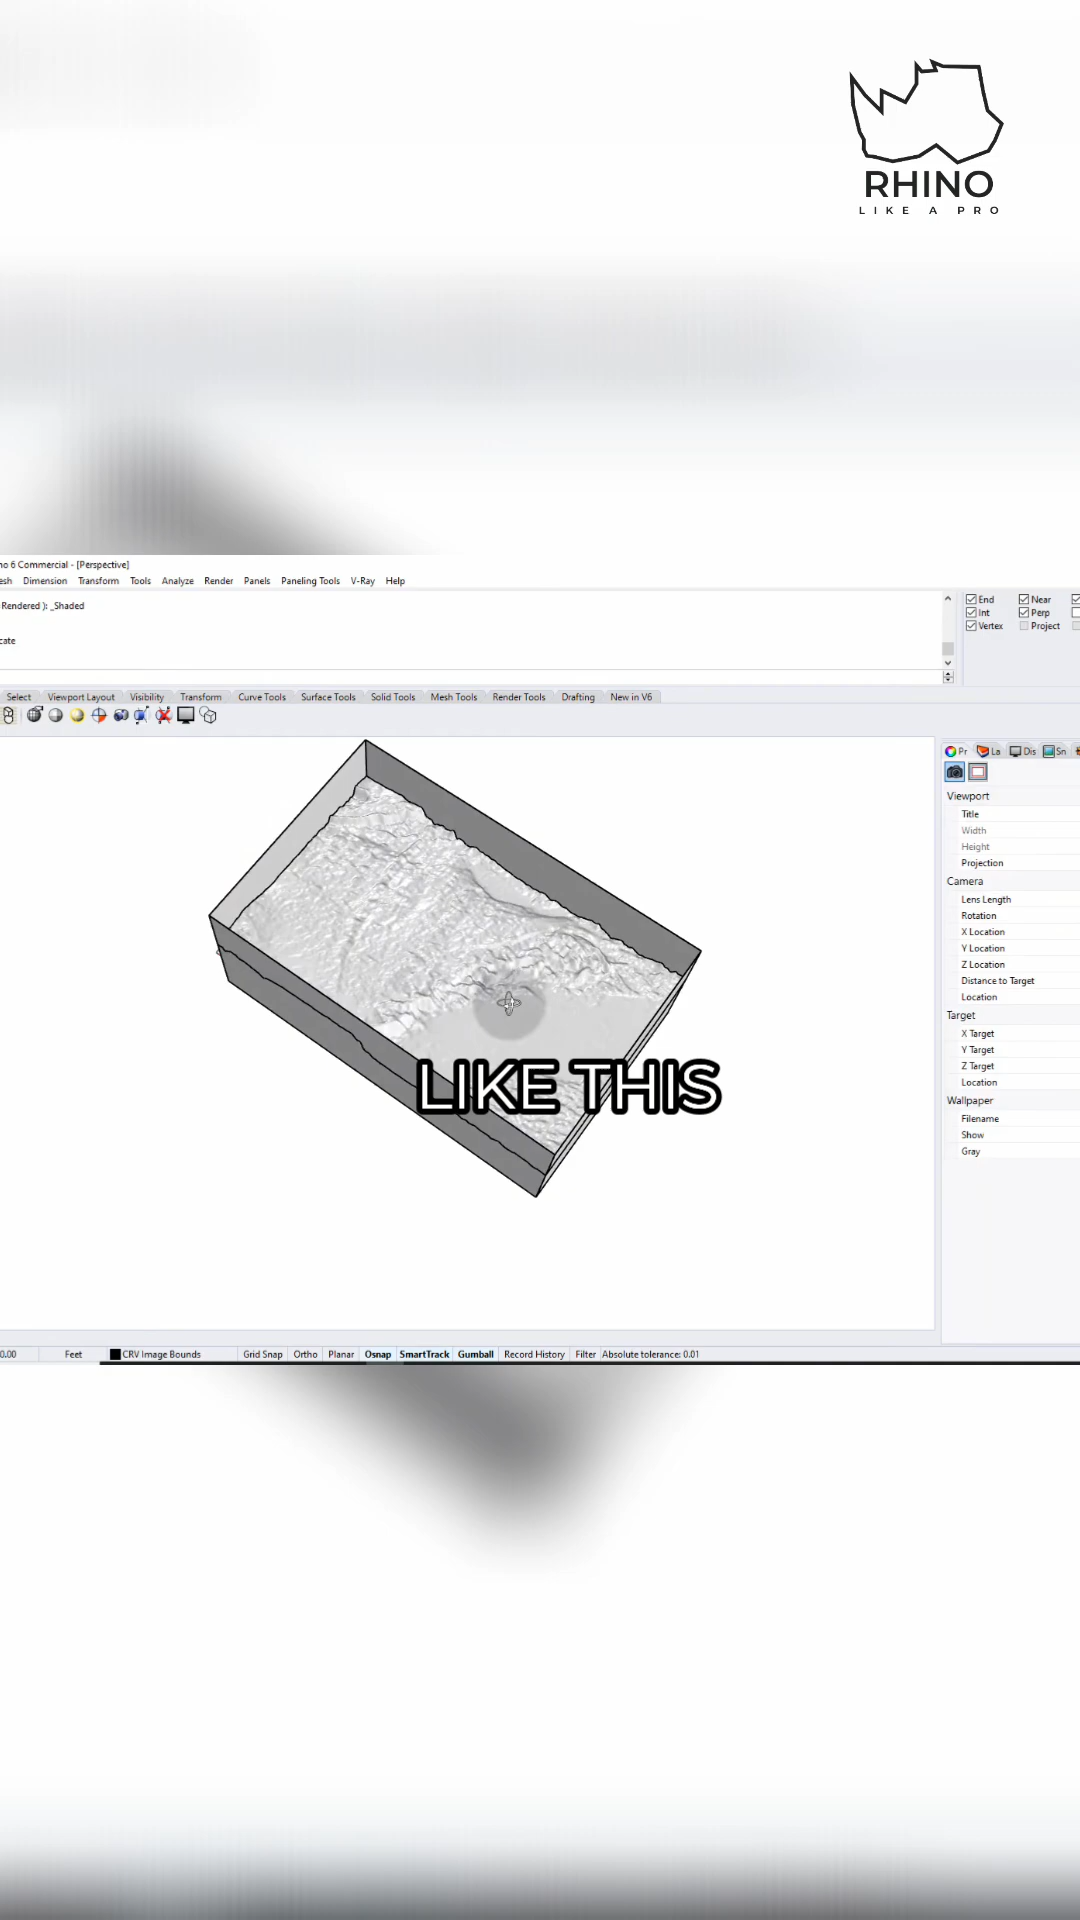 RHINO
LIKE A PRO
no 6 Commercial - [Perspective]
esh Dimension Transform Tools Analyze Render Panels Paneling Tools V-Ray Help
Rendered ): _Shaded
cate
End Near
Int Perp
Vertex Project
Select Viewport Layout Visibility Transform Curve Tools Surface Tools Solid Tools Mesh Tools Render Tools Drafting New in V6
Pr La Dis Sn
Viewport
Title
Width
Height
Projection
Camera
Lens Length
Rotation
X Location
Y Location
Z Location
Distance to Target
Location
Target
X Target
Y Target
Z Target
Location
Wallpaper
Filename
Show
Gray
LIKE THIS
0.00 Feet CRV Image Bounds Grid Snap Ortho Planar Osnap SmartTrack Gumball Record History Filter Absolute tolerance: 0.01